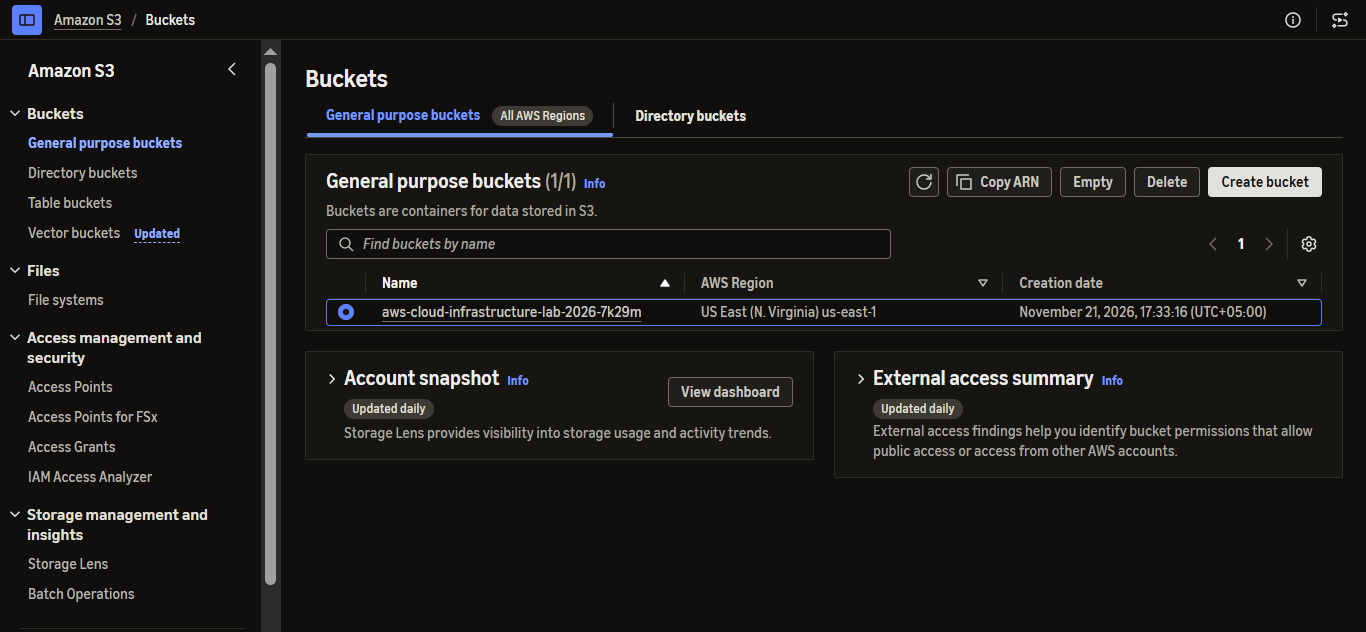 Amazon S3 / Buckets
Amazon S3
Buckets
General purpose buckets
Directory buckets
Table buckets
Vector buckets Updated
Files
File systems
Access management and
security
Access Points
Access Points for FSx
Access Grants
IAM Access Analyzer
Storage management and
insights
Storage Lens
Batch Operations
Buckets
General purpose buckets All AWS Regions Directory buckets
General purpose buckets (1/1) Info
Copy ARN Empty Delete Create bucket
Buckets are containers for data stored in S3.
Find buckets by name
1
Name AWS Region Creation date
aws-cloud-infrastructure-lab-2026-7k29m US East (N. Virginia) us-east-1 November 21, 2026, 17:33:16 (UTC+05:00)
Account snapshot Info
View dashboard
Updated daily
Storage Lens provides visibility into storage usage and activity trends.
External access summary Info
Updated daily
External access findings help you identify bucket permissions that allow
public access or access from other AWS accounts.